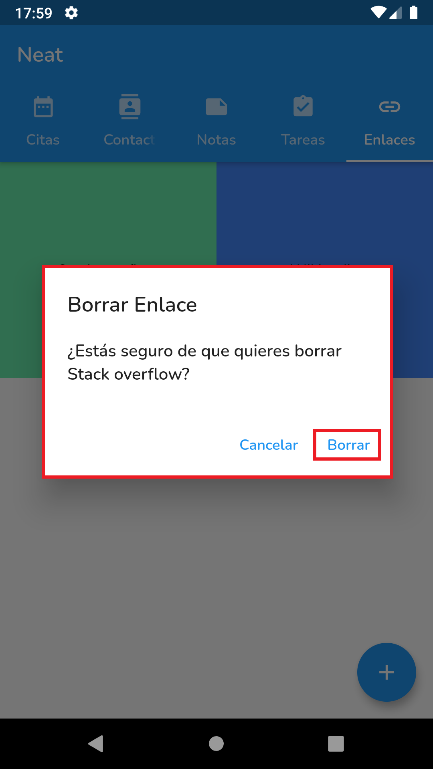 17:59
Neat
Citas
Contact
Notas
Tareas
Enlaces
Borrar Enlace
¿Estás seguro de que quieres borrar
Stack overflow?
Cancelar
Borrar